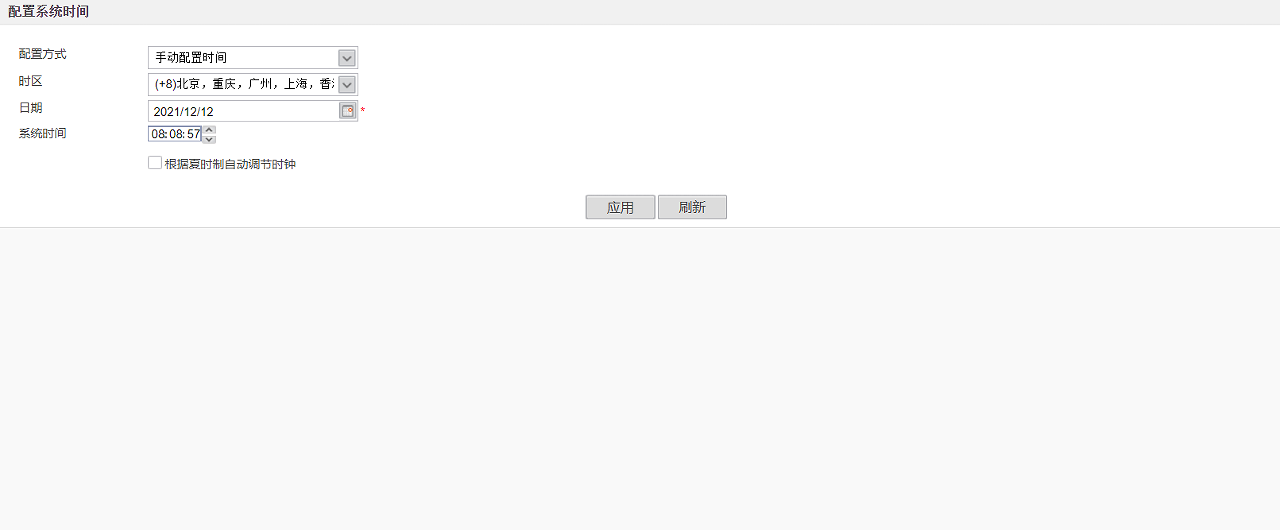 配置系统时间
配置方式 手动配置时间
时区 (+8)北京，重庆，广州，上海，香
日期 2021/12/12 *
系统时间 08:08:57
根据夏时制自动调节时钟
应用 刷新